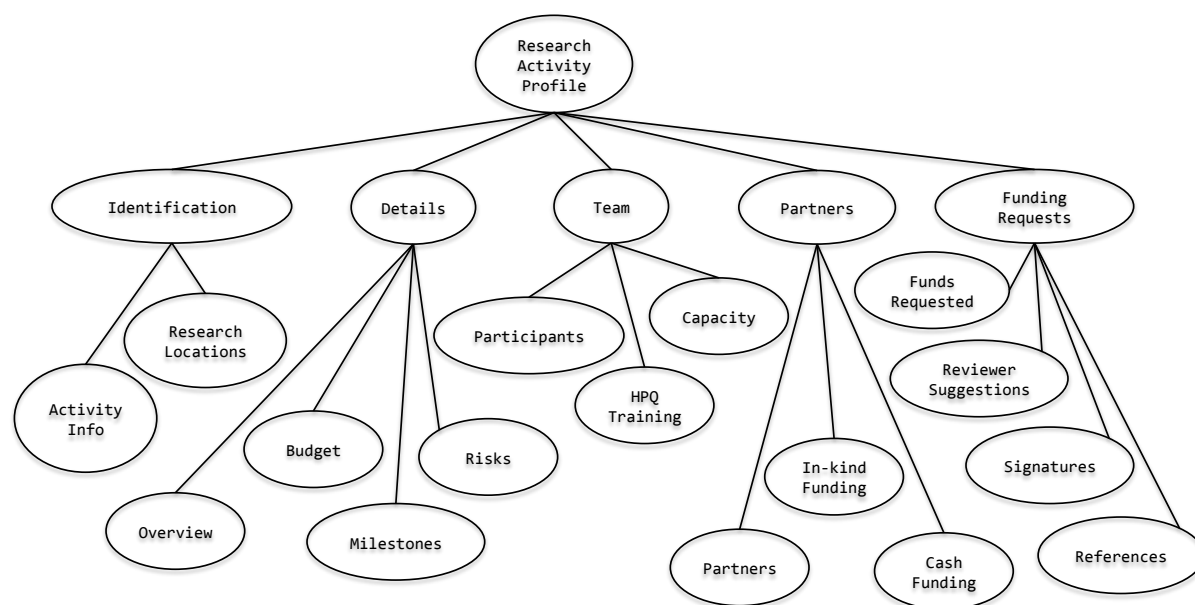 Research
Activity
Profile
Identification
Details
Team
Partners
Funding
Requests
Funds
Requested
Research
Locations
Participants
Capacity
Reviewer
Suggestions
Activity
Info
HPQ
Training
Budget
Risks
In-kind
Funding
Signatures
Overview
Milestones
Partners
Cash
Funding
References